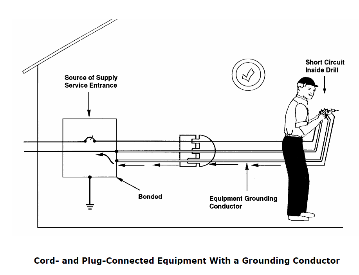 Short Circuit
Inside Drill
Source of Supply
Service Entrance
Bonded
Equipment Grounding
Conductor
Cord- and Plug-Connected Equipment With a Grounding Conductor